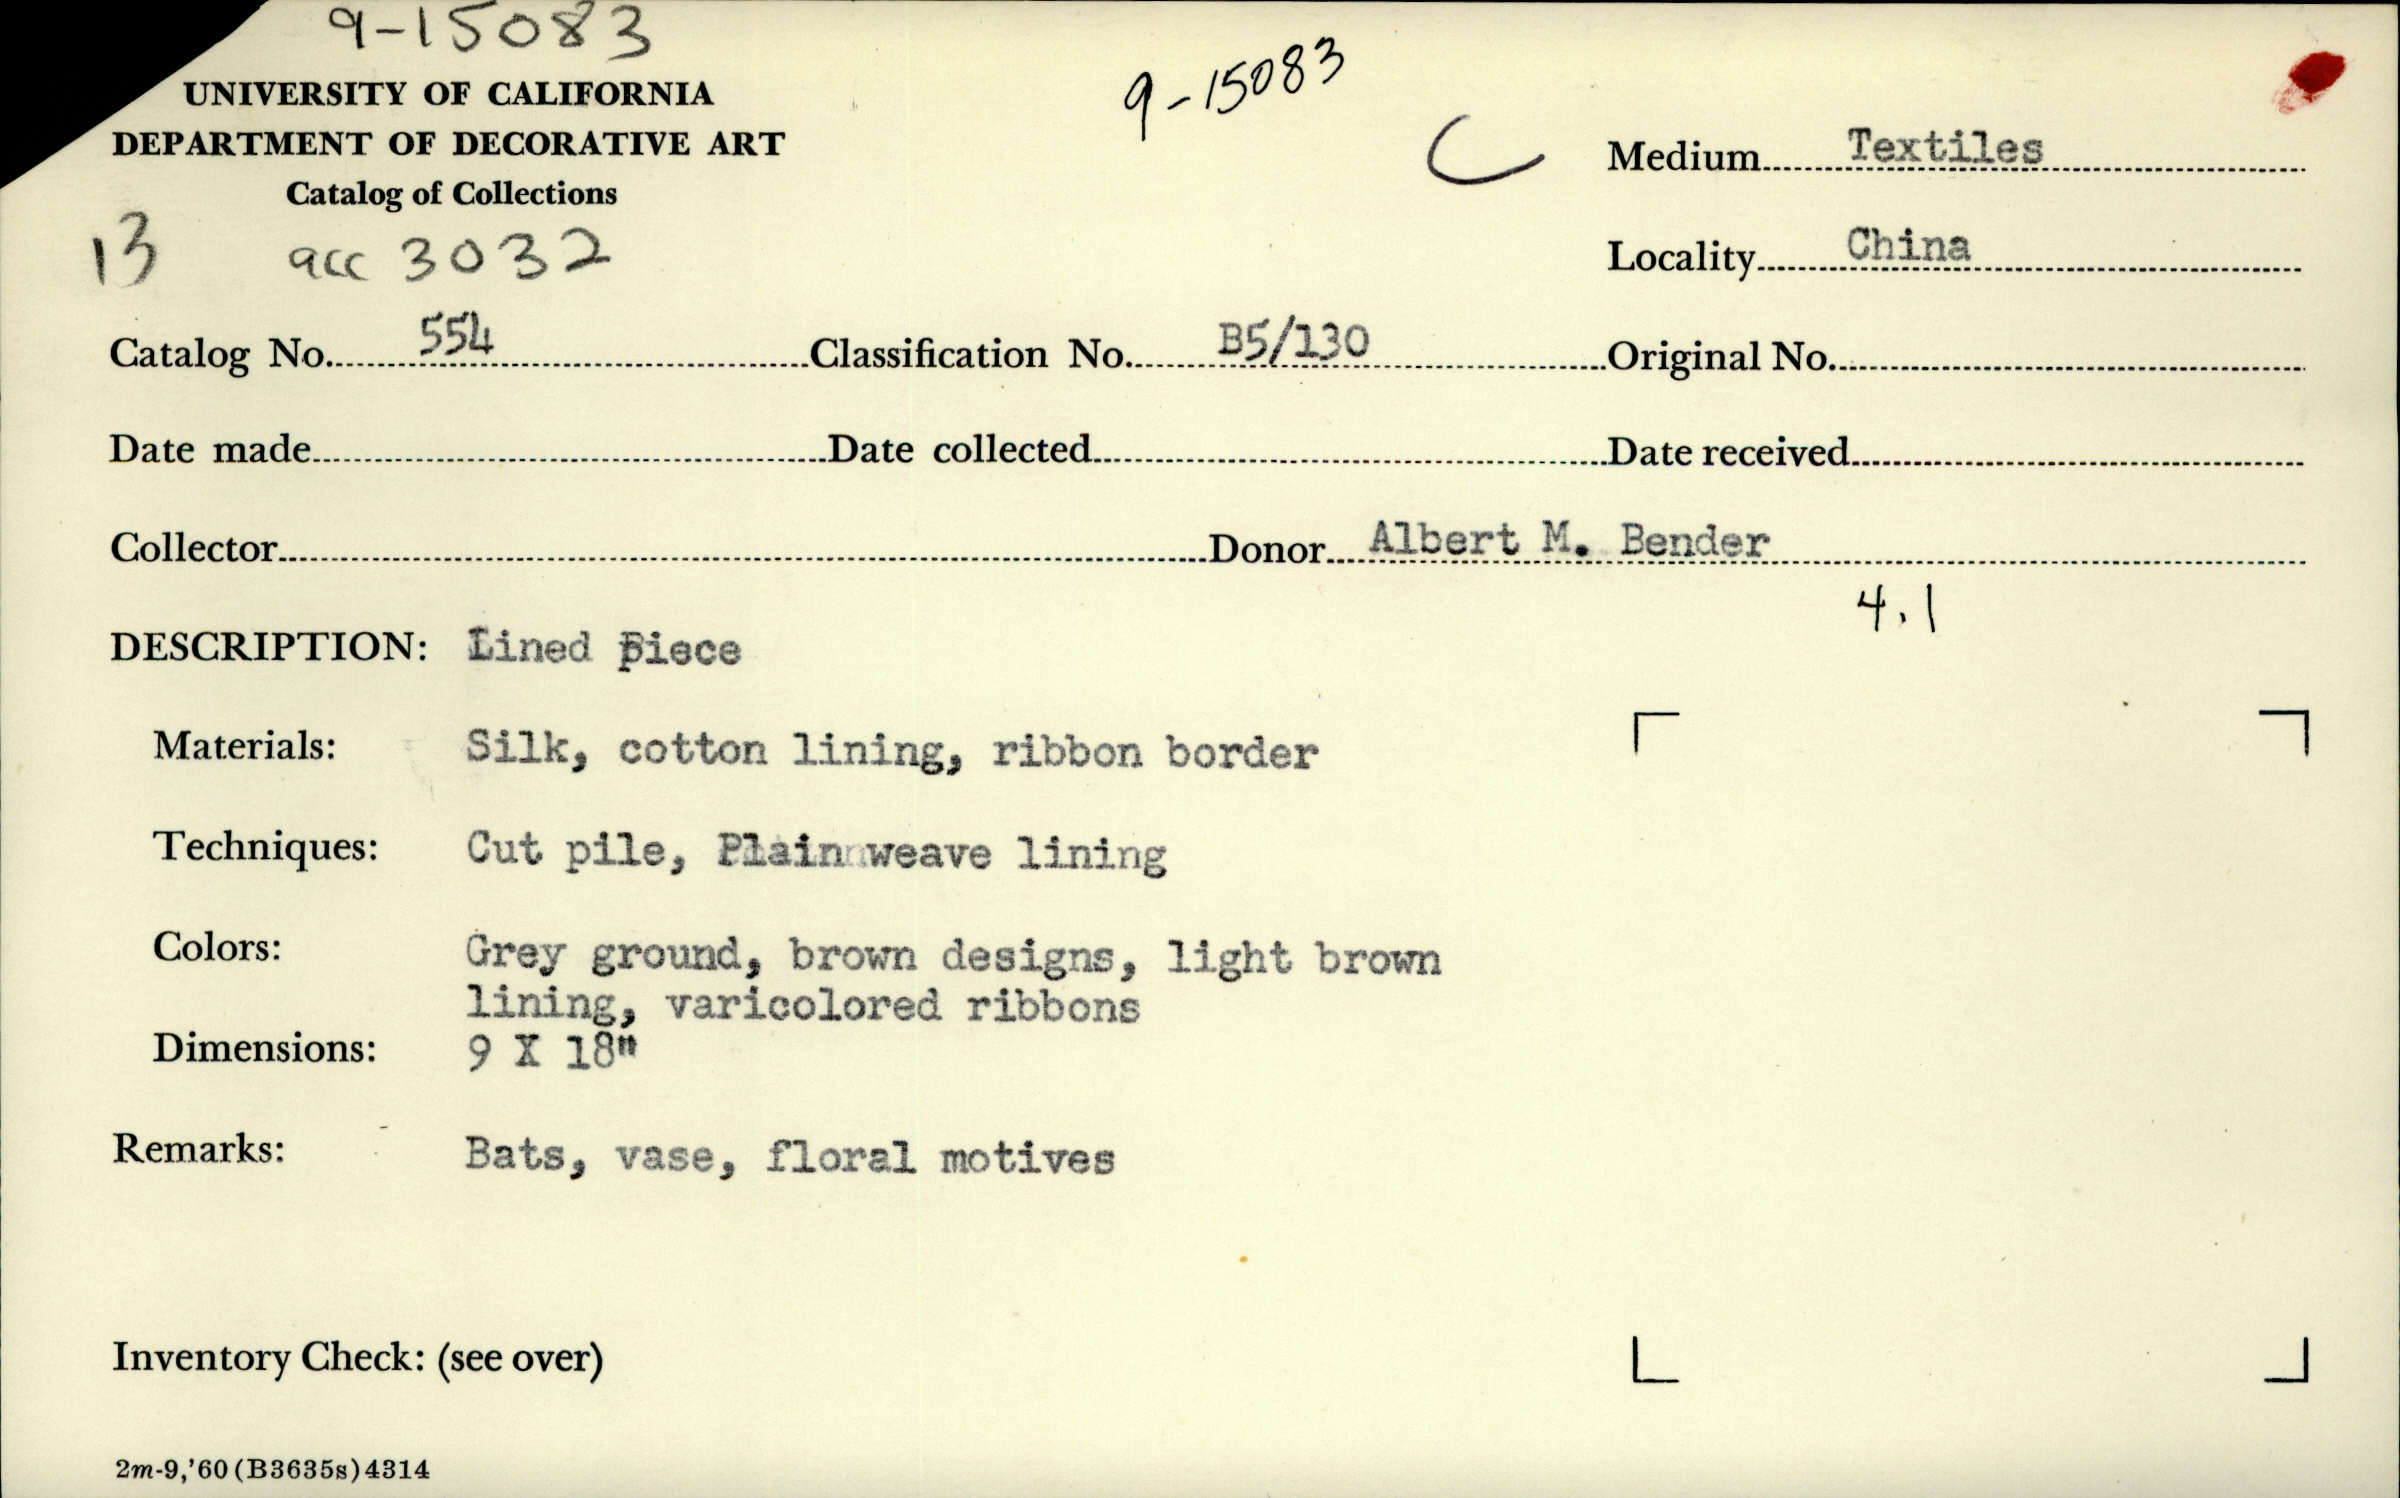 9-15083
9-15083
UNIVERSITY OF CALIFORNIA
DEPARTMENT OF DECORATIVE ART
Catalog of Collections
C
Medium Textiles
13 acc 3032
Locality China
Catalog No. 554 Classification No. B5/130 Original No.
Date made Date collected Date received
Collector Donor Albert M. Bender
4.1
DESCRIPTION: Lined piece
Materials: Silk, cotton lining, ribbon border
Techniques: Cut pile, Plain weave lining
Colors: Grey ground, brown designs, light brown
lining, varicolored ribbons
Dimensions: 9 X 18"
Remarks: Bats, vase, floral motives
Inventory Check: (see over)
2m-9,'60(B3635s)4314